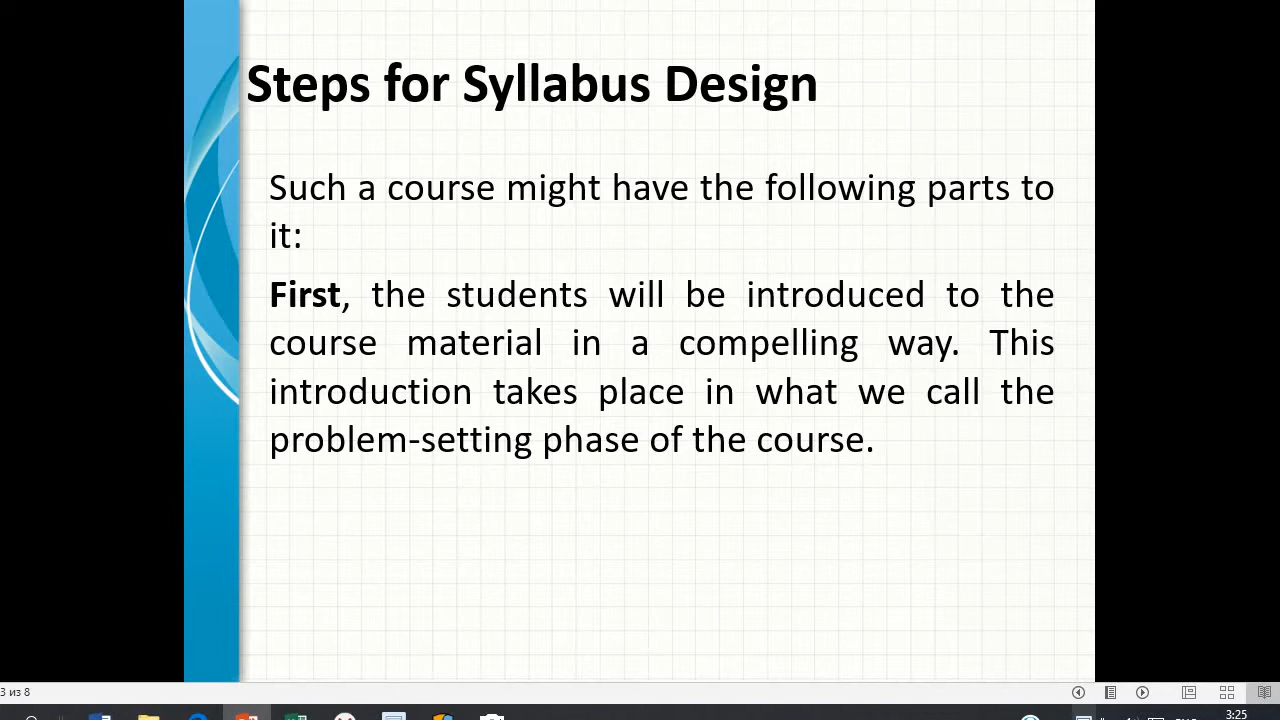 Steps for Syllabus Design
Such a course might have the following parts to
it:
First, the students will be introduced to the
course material in a compelling way. This
introduction takes place in what we call the
problem-setting phase of the course.
3 из 8
3:25